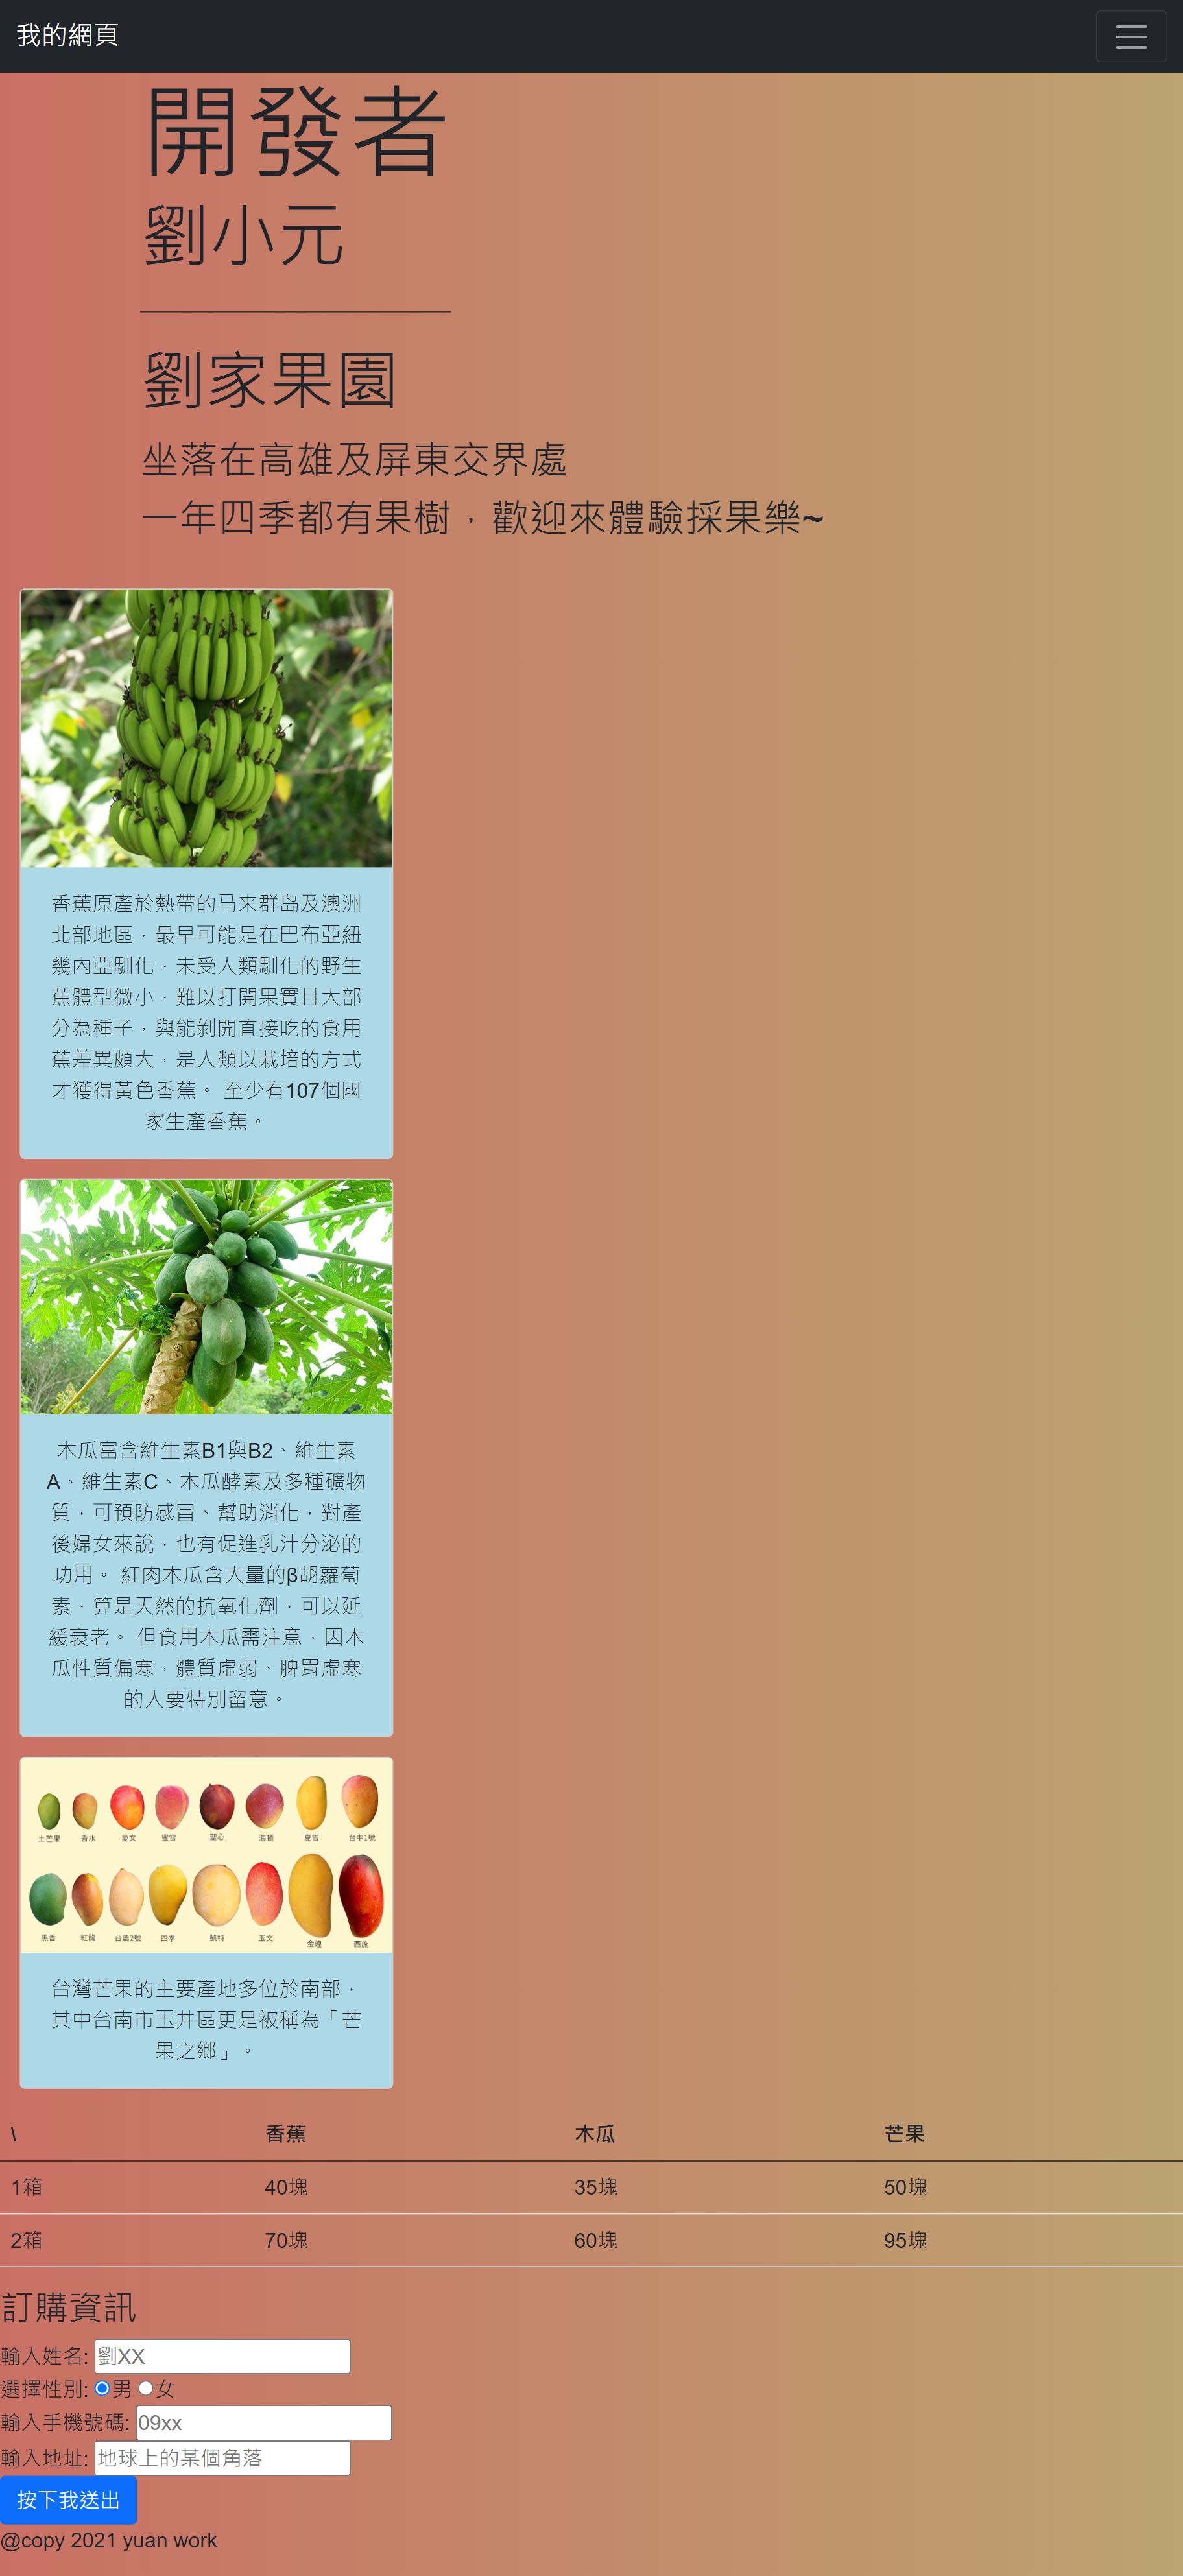 我的網頁
開發者
劉小元
劉家果園
坐落在高雄及屏東交界處
一年四季都有果樹，歡迎來體驗採果樂~
香蕉原產於熱帶的马来群岛及澳洲
北部地區，最早可能是在巴布亞紐
幾內亞馴化，未受人類馴化的野生
蕉體型微小，難以打開果實且大部
分為種子，與能剝開直接吃的食用
蕉差異頗大，是人類以栽培的方式
才獲得黃色香蕉。 至少有107個國
家生產香蕉。
木瓜富含維生素B1與B2、維生素
A、維生素C、木瓜酵素及多種礦物
質，可預防感冒、幫助消化，對產
後婦女來說，也有促進乳汁分泌的
功用。 紅肉木瓜含大量的β胡蘿蔔
素，算是天然的抗氧化劑，可以延
緩衰老。 但食用木瓜需注意，因木
瓜性質偏寒，體質虛弱、脾胃虛寒
的人要特別留意。
土芒果 香水 愛文 蜜雪 聖心 海頓 夏雪 台中1號
黑香 紅龍 台農2號 四季 凱特 玉文 金煌 西施
台灣芒果的主要產地多位於南部，
其中台南市玉井區更是被稱為「芒
果之鄉」。
\ 香蕉 木瓜 芒果
1箱 40塊 35塊 50塊
2箱 70塊 60塊 95塊
訂購資訊
輸入姓名: 劉XX
選擇性別: 男 女
輸入手機號碼: 09xx
輸入地址: 地球上的某個角落
按下我送出
@copy 2021 yuan work